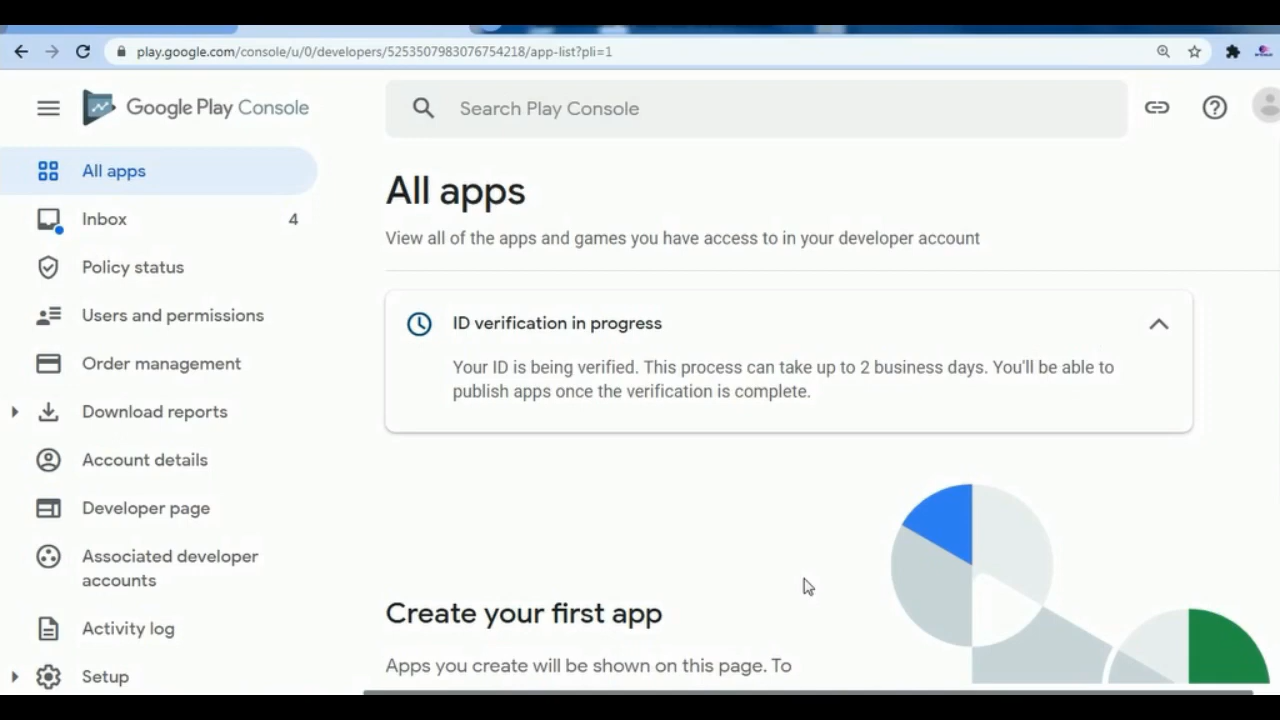 play.google.com/console/u/0/developers/5253507983076754218/app-list?pli=1
Google Play Console
Search Play Console
All apps
Inbox 4
Policy status
Users and permissions
Order management
Download reports
Account details
Developer page
Associated developer
accounts
Activity log
Setup
All apps
View all of the apps and games you have access to in your developer account
ID verification in progress
Your ID is being verified. This process can take up to 2 business days. You'll be able to
publish apps once the verification is complete.
Create your first app
Apps you create will be shown on this page. To